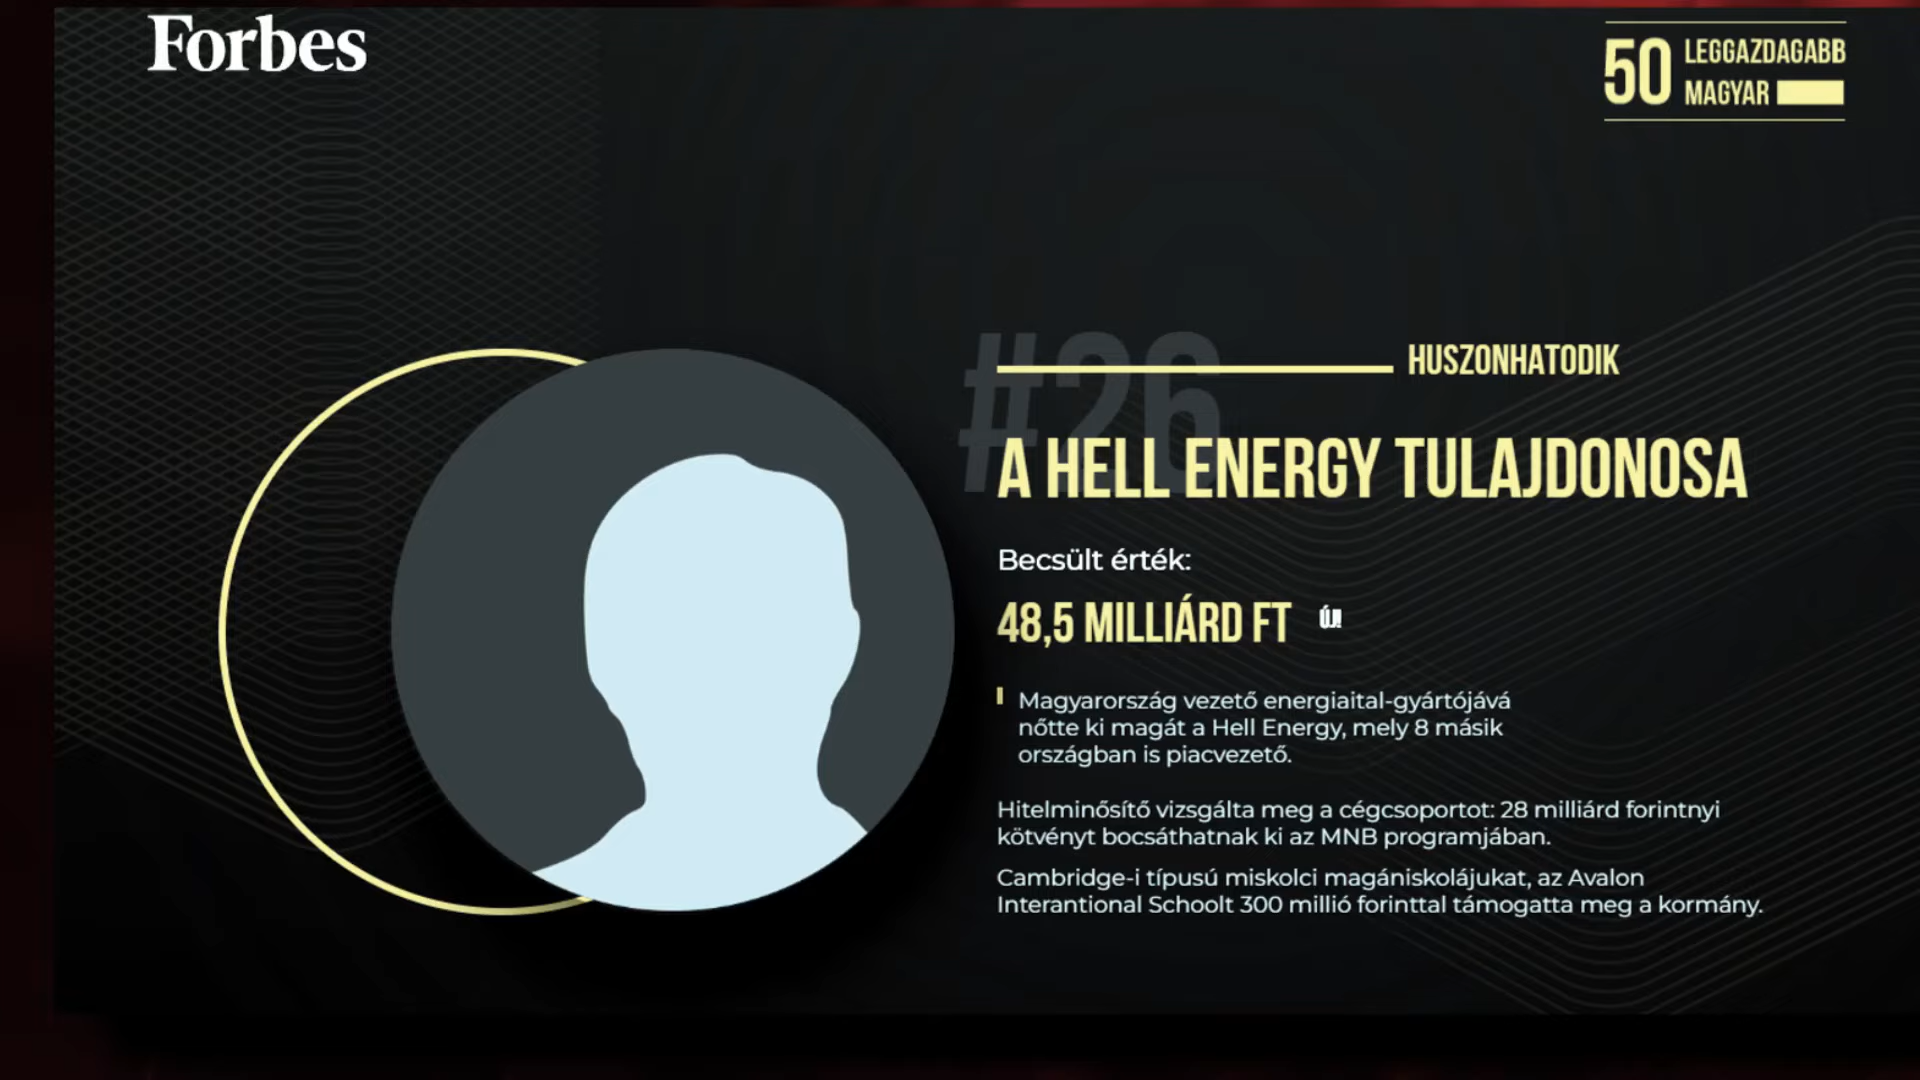 Forbes
50 LEGGAZDAGABB
MAGYAR
#26
HUSZONHATODIK
A HELL ENERGY TULAJDONOSA
Becsült érték:
48,5 MILLIÁRD FT ÚJ!
Magyarország vezető energiaital-gyártójává
nőtte ki magát a Hell Energy, mely 8 másik
országban is piacvezető.
Hitelminősítő vizsgálta meg a cégcsoportot: 28 milliárd forintnyi
kötvényt bocsáthatnak ki az MNB programjában.
Cambridge-i típusú miskolci magániskolájukat, az Avalon
Interantional Schoolt 300 millió forinttal támogatta meg a kormány.